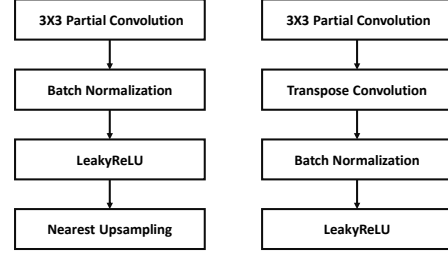 3X3 Partial Convolution
Batch Normalization
LeakyReLU
Nearest Upsampling
3X3 Partial Convolution
Transpose Convolution
Batch Normalization
LeakyReLU